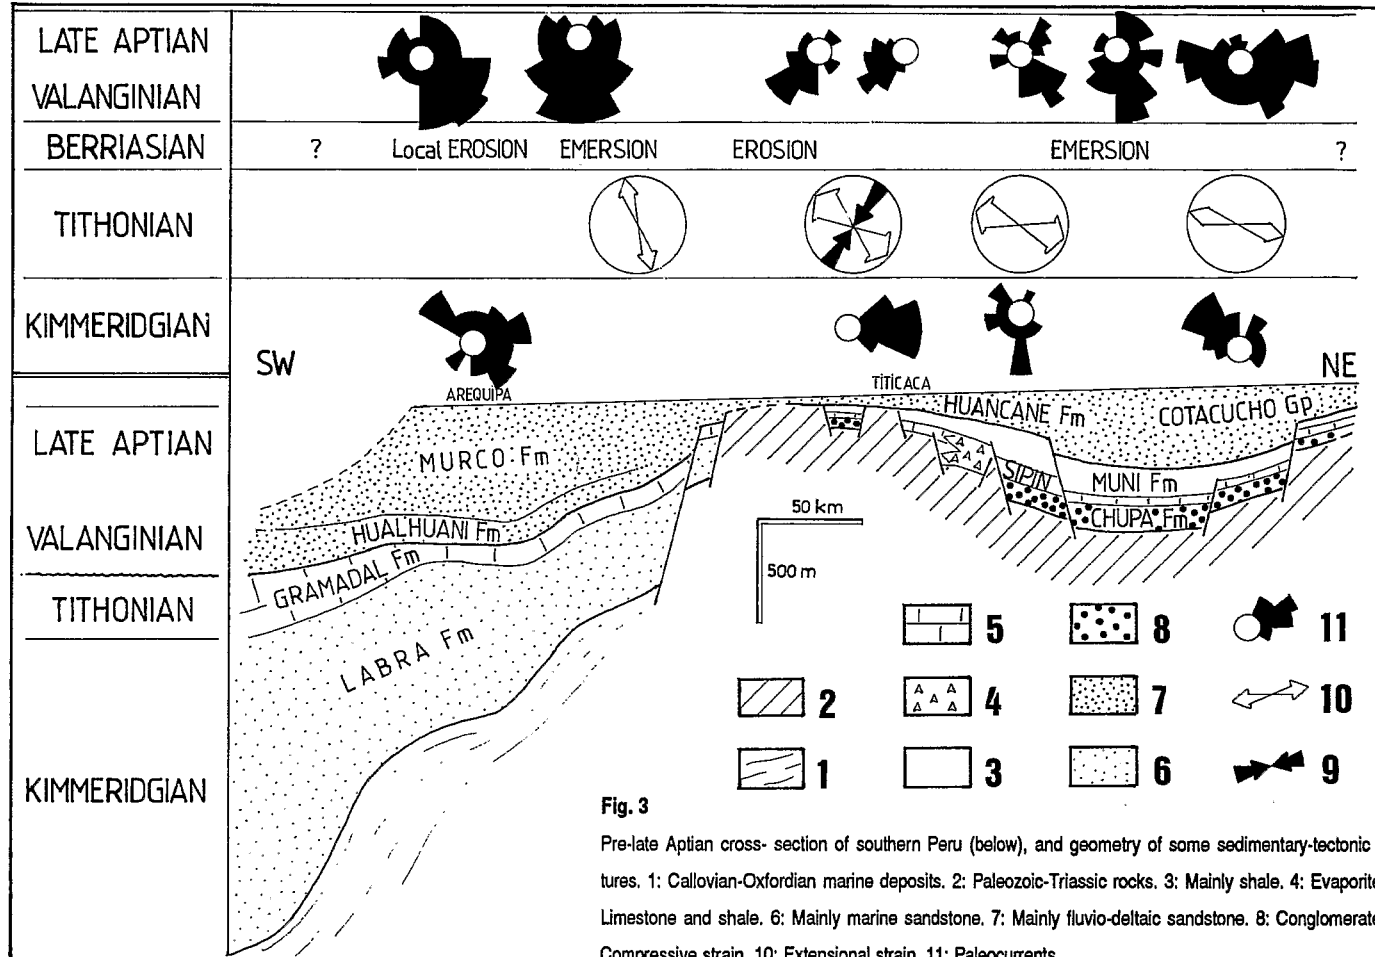 LATE APTIAN
VALANGINIAN
BERRIASIAN
? Local EROSION EMERSION EROSION EMERSION ?
TITHONIAN
KIMMERIDGIAN
SW NE
AREQUIPA TITICACA
LATE APTIAN
VALANGINIAN
TITHONIAN
KIMMERIDGIAN
HUANCANE Fm COTACUCHO Gp
MURCO Fm
SIPIN MUNI Fm
CHUPA Fm
HUALHUANI Fm
GRAMADAL Fm
LABRA Fm
50 km
500 m
5 8 11
2 4 7 10
1 3 6 9
Fig. 3
Pre-late Aptian cross- section of southern Peru (below), and geometry of some sedimentary-tectonic
tures. 1: Callovian-Oxfordian marine deposits. 2: Paleozoic-Triassic rocks. 3: Mainly shale. 4: Evaporite
Limestone and shale. 6: Mainly marine sandstone. 7: Mainly fluvio-deltaic sandstone. 8: Conglomerate
Compressive strain. 10: Extensional strain. 11: Paleocurrents